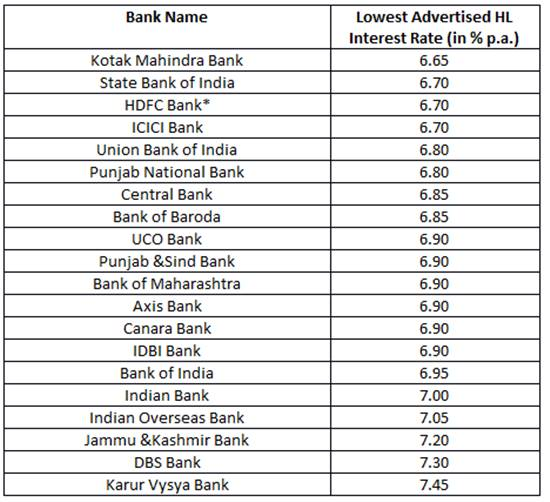 Bank Name Lowest Advertised HL
Interest Rate (in % p.a.)
Kotak Mahindra Bank 6.65
State Bank of India 6.70
HDFC Bank* 6.70
ICICI Bank 6.70
Union Bank of India 6.80
Punjab National Bank 6.80
Central Bank 6.85
Bank of Baroda 6.85
UCO Bank 6.90
Punjab &Sind Bank 6.90
Bank of Maharashtra 6.90
Axis Bank 6.90
Canara Bank 6.90
IDBI Bank 6.90
Bank of India 6.95
Indian Bank 7.00
Indian Overseas Bank 7.05
Jammu &Kashmir Bank 7.20
DBS Bank 7.30
Karur Vysya Bank 7.45